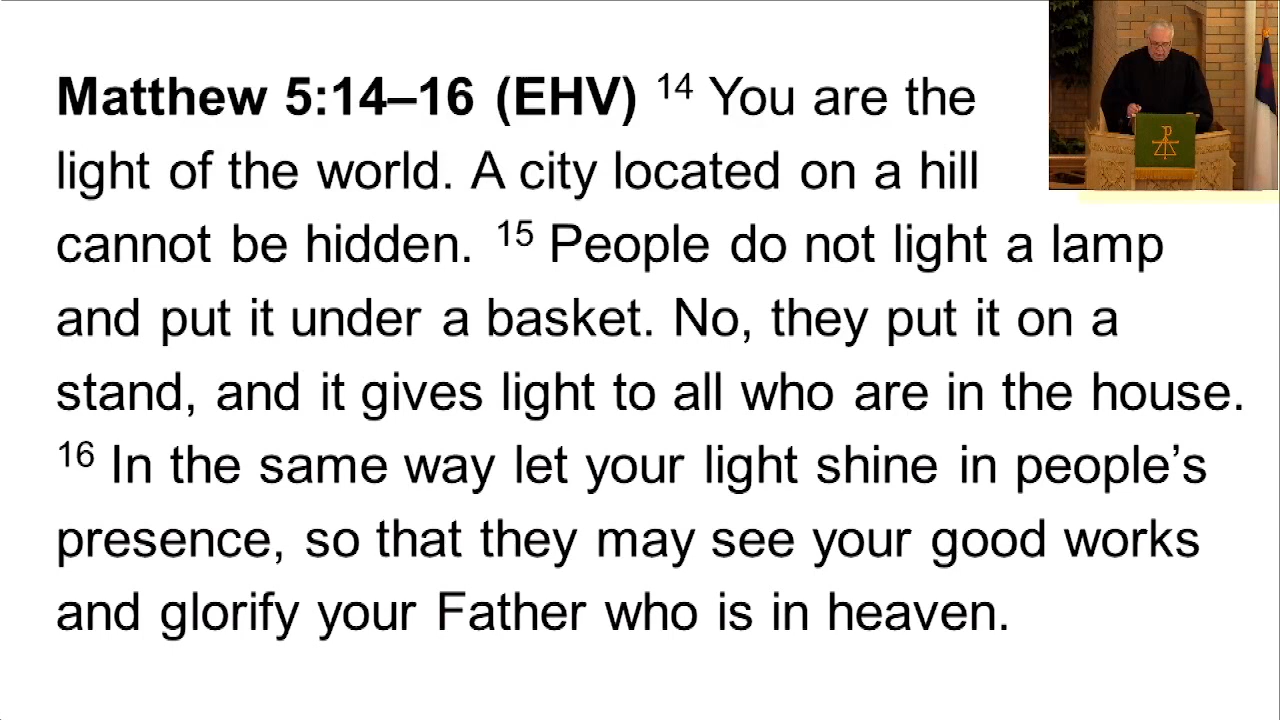 Matthew 5:14–16 (EHV) 14 You are the
light of the world. A city located on a hill
cannot be hidden. 15 People do not light a lamp
and put it under a basket. No, they put it on a
stand, and it gives light to all who are in the house.
16 In the same way let your light shine in people’s
presence, so that they may see your good works
and glorify your Father who is in heaven.